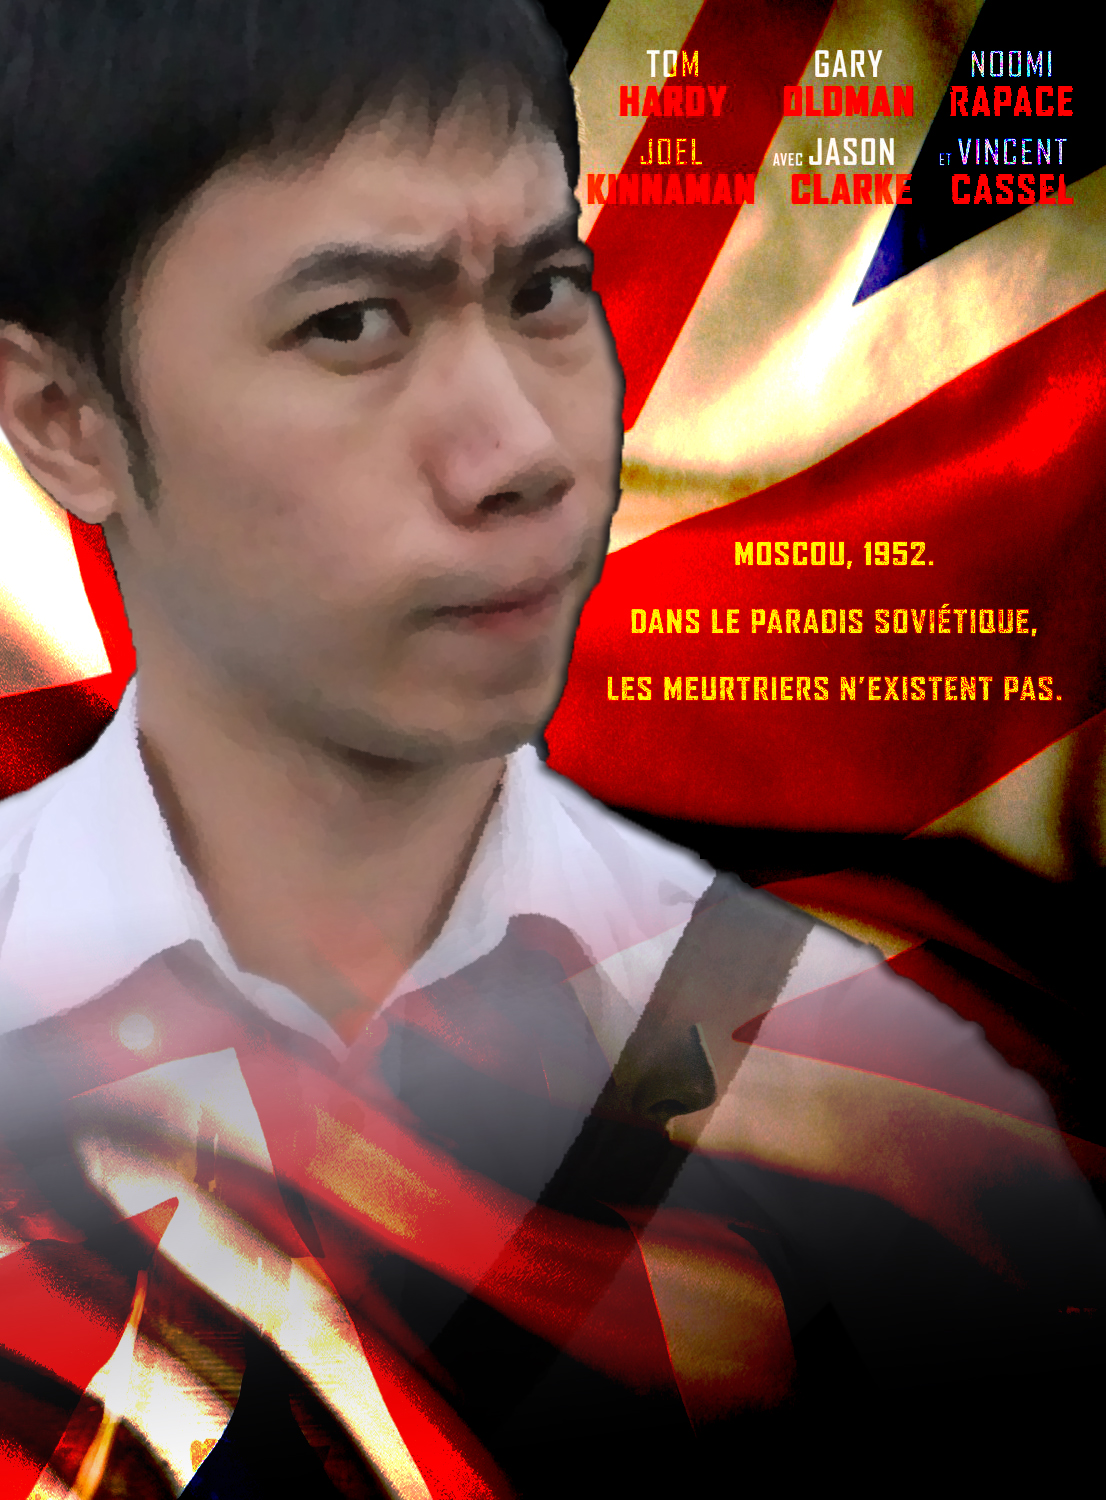 TOM GARY NOOMI
HARDY OLDMAN RAPACE
JOEL AVEC JASON ET VINCENT
KINNAMAN CLARKE CASSEL
MOSCOU, 1952.
DANS LE PARADIS SOVIÉTIQUE,
LES MEURTRIERS N'EXISTENT PAS.